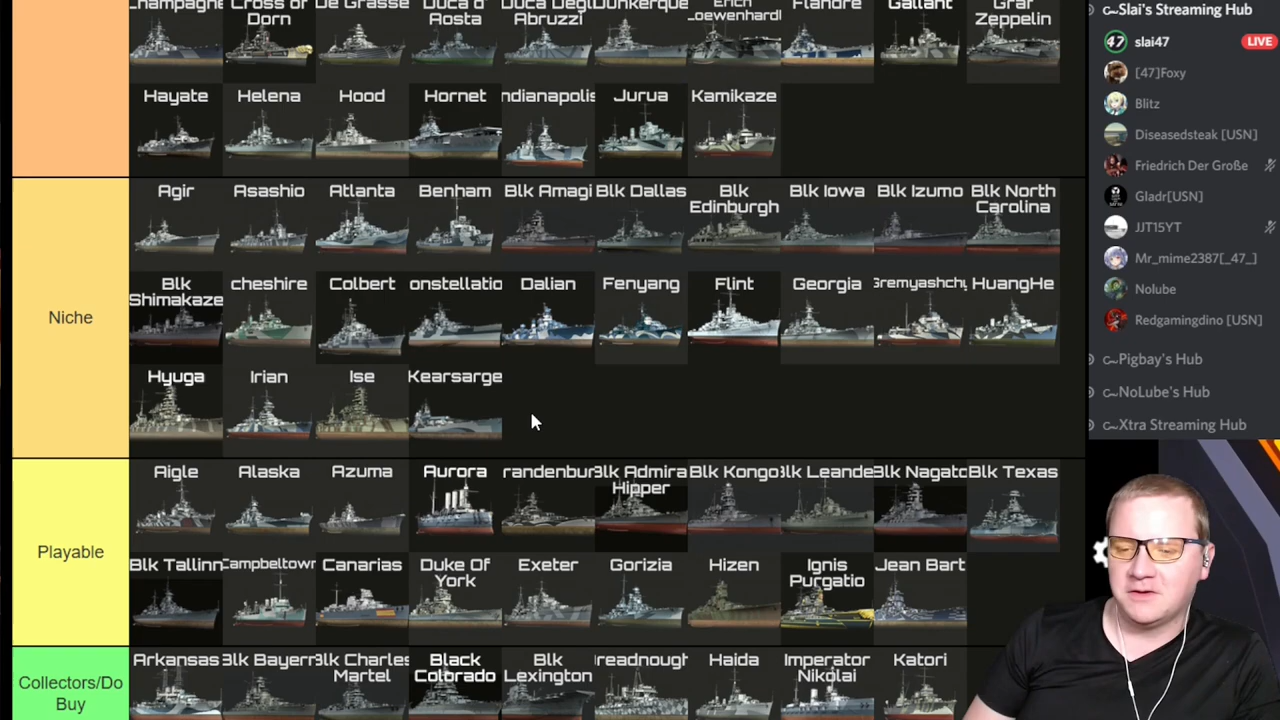 Champagne Cross of Dorn De Grasse Duca d' Aosta Duca Degli Abruzzi Dunkerque Erich Loewenhardt Flandre Gallant Graf Zeppelin
Hayate Helena Hood Hornet ndianapolis Jurua Kamikaze
Niche
Agir Asashio Atlanta Benham Blk Amagi Blk Dallas Blk Edinburgh Blk Iowa Blk Izumo Blk North Carolina
Blk Shimakaze cheshire Colbert onstellatio Dalian Fenyang Flint Georgia Gremyashchy HuangHe
Hyuga Irian Ise Kearsarge
Playable
Aigle Alaska Azuma Aurora randenbur Blk Admira Hipper Blk Kongo Blk Leande Blk Nagato Blk Texas
Blk Tallinn Campbeltown Canarias Duke Of York Exeter Gorizia Hizen Ignis Purgatio Jean Bart
Collectors/Do Buy
Arkansas Blk Bayern Blk Charles Martel Black Colorado Blk Lexington readnough Haida Imperator Nikolai Katori
Slai's Streaming Hub
47 slai47 LIVE
[47]Foxy
Blitz
Diseasedsteak [USN]
Friedrich Der Große
Gladr[USN]
JJT15YT
Mr_mime2387[_47_]
Nolube
Redgamingdino [USN]
Pigbay's Hub
NoLube's Hub
Xtra Streaming Hub